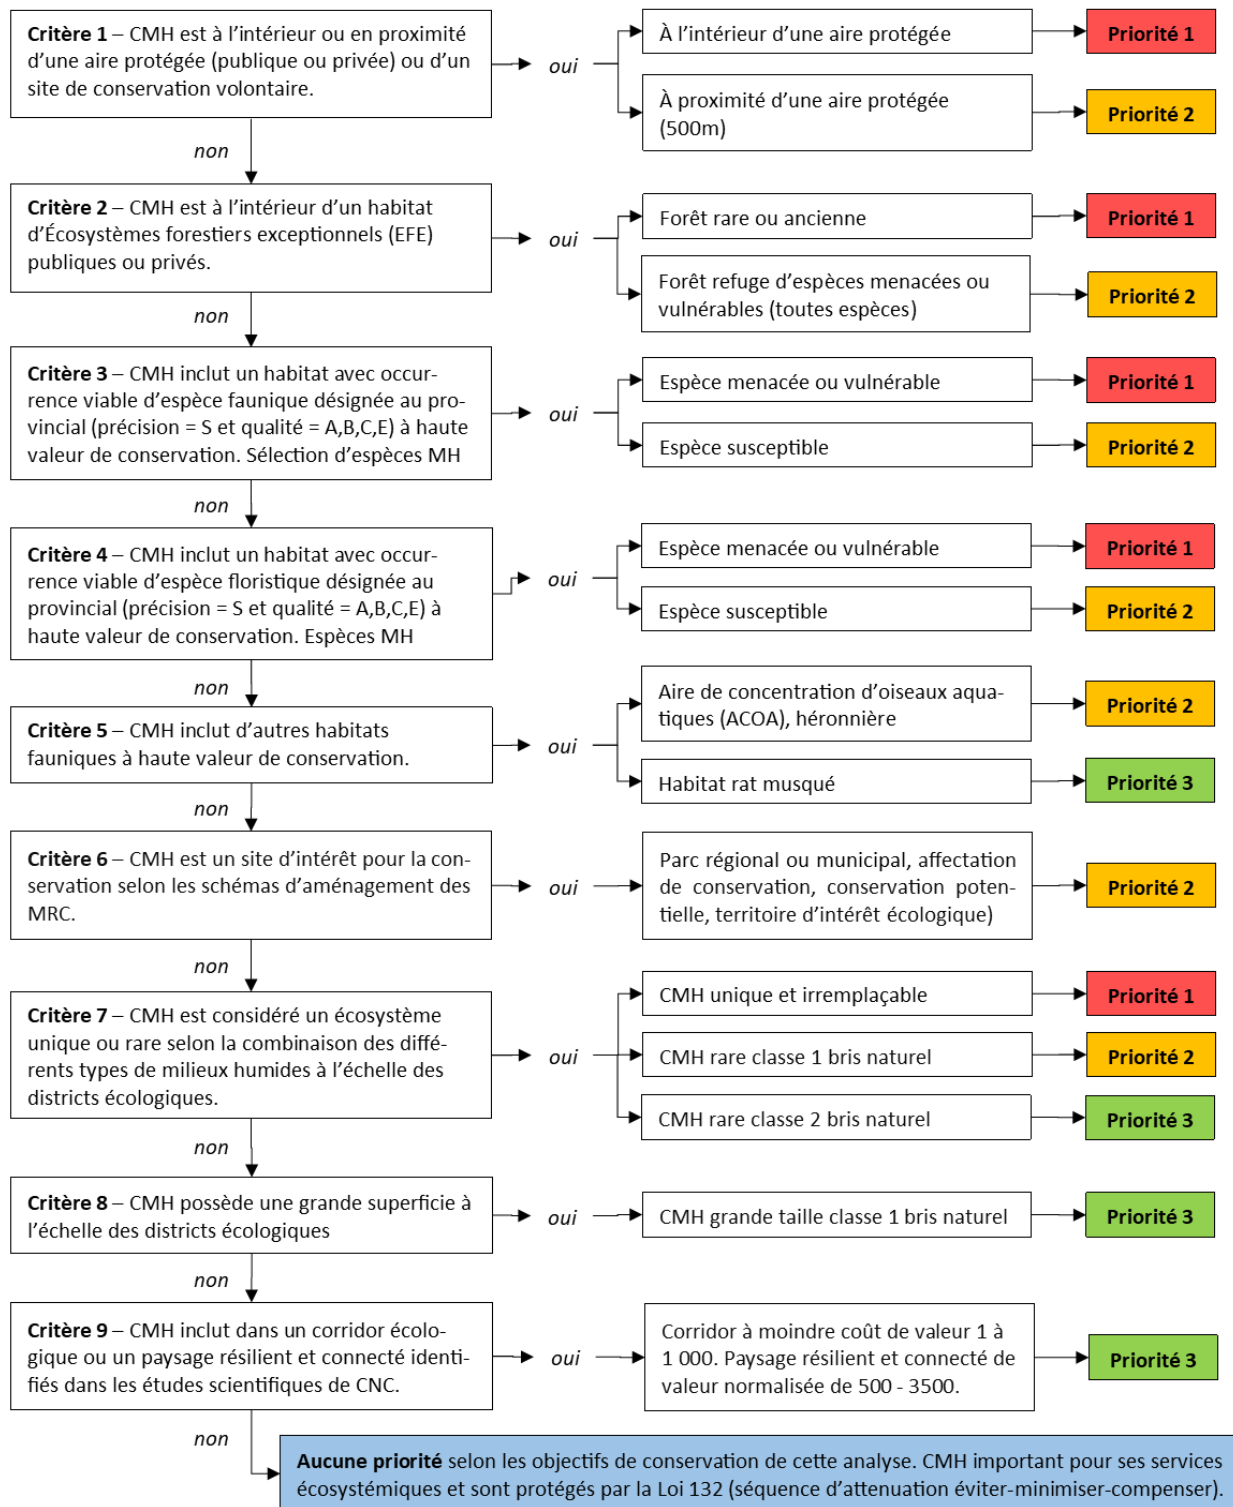 Critère 1 – CMH est à l'intérieur ou en proximité
d'une aire protégée (publique ou privée) ou d'un
site de conservation volontaire.
oui
À l'intérieur d'une aire protégée
Priorité 1
À proximité d'une aire protégée
(500m)
Priorité 2
non
Critère 2 – CMH est à l'intérieur d'un habitat
d'Écosystèmes forestiers exceptionnels (EFE)
publiques ou privés.
oui
Forêt rare ou ancienne
Priorité 1
Forêt refuge d'espèces menacées ou
vulnérables (toutes espèces)
Priorité 2
non
Critère 3 – CMH inclut un habitat avec occur-
rence viable d'espèce faunique désignée au pro-
vincial (précision = S et qualité = A,B,C,E) à haute
valeur de conservation. Sélection d'espèces MH
oui
Espèce menacée ou vulnérable
Priorité 1
Espèce susceptible
Priorité 2
non
Critère 4 – CMH inclut un habitat avec occur-
rence viable d'espèce floristique désignée au
provincial (précision = S et qualité = A,B,C,E) à
haute valeur de conservation. Espèces MH
oui
Espèce menacée ou vulnérable
Priorité 1
Espèce susceptible
Priorité 2
non
Critère 5 – CMH inclut d'autres habitats
fauniques à haute valeur de conservation.
oui
Aire de concentration d'oiseaux aqua-
tiques (ACOA), héronnière
Priorité 2
Habitat rat musqué
Priorité 3
non
Critère 6 – CMH est un site d'intérêt pour la con-
servation selon les schémas d'aménagement des
MRC.
oui
Parc régional ou municipal, affectation
de conservation, conservation poten-
tielle, territoire d'intérêt écologique)
Priorité 2
non
Critère 7 – CMH est considéré un écosystème
unique ou rare selon la combinaison des diffé-
rents types de milieux humides à l'échelle des
districts écologiques.
oui
CMH unique et irremplaçable
Priorité 1
CMH rare classe 1 bris naturel
Priorité 2
CMH rare classe 2 bris naturel
Priorité 3
non
Critère 8 – CMH possède une grande superficie à
l'échelle des districts écologiques
oui
CMH grande taille classe 1 bris naturel
Priorité 3
non
Critère 9 – CMH inclut dans un corridor écolo-
gique ou un paysage résilient et connecté identi-
fiés dans les études scientifiques de CNC.
oui
Corridor à moindre coût de valeur 1 à
1 000. Paysage résilient et connecté de
valeur normalisée de 500 - 3500.
Priorité 3
non
Aucune priorité selon les objectifs de conservation de cette analyse. CMH important pour ses services
écosystémiques et sont protégés par la Loi 132 (séquence d'attenuation éviter-minimiser-compenser).